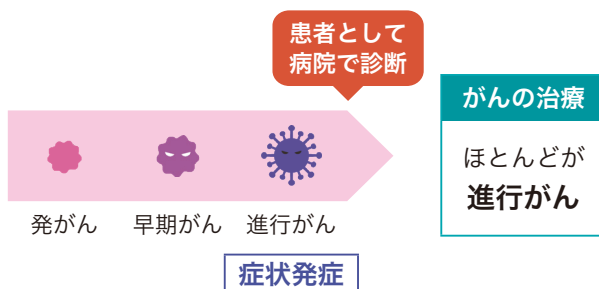 患者として
病院で診断
がんの治療
ほとんどが
進行がん
発がん
早期がん
進行がん
症状発症